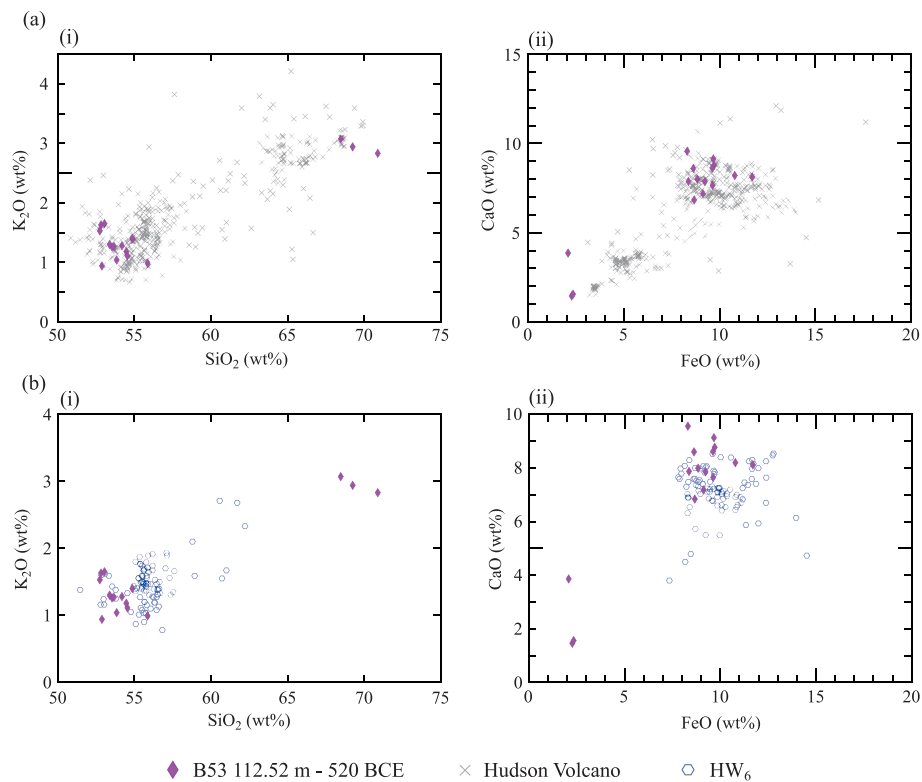 (a)
(i)
(ii)
K₂O (wt%)
4
3
2
1
0
50 55 60 65 70 75
SiO₂ (wt%)
CaO (wt%)
15
10
5
0
0 5 10 15 20
FeO (wt%)
(b)
(i)
(ii)
K₂O (wt%)
4
3
2
1
0
50 55 60 65 70 75
SiO₂ (wt%)
CaO (wt%)
10
8
6
4
2
0
0 5 10 15 20
FeO (wt%)
B53 112.52 m - 520 BCE
Hudson Volcano
HW₆